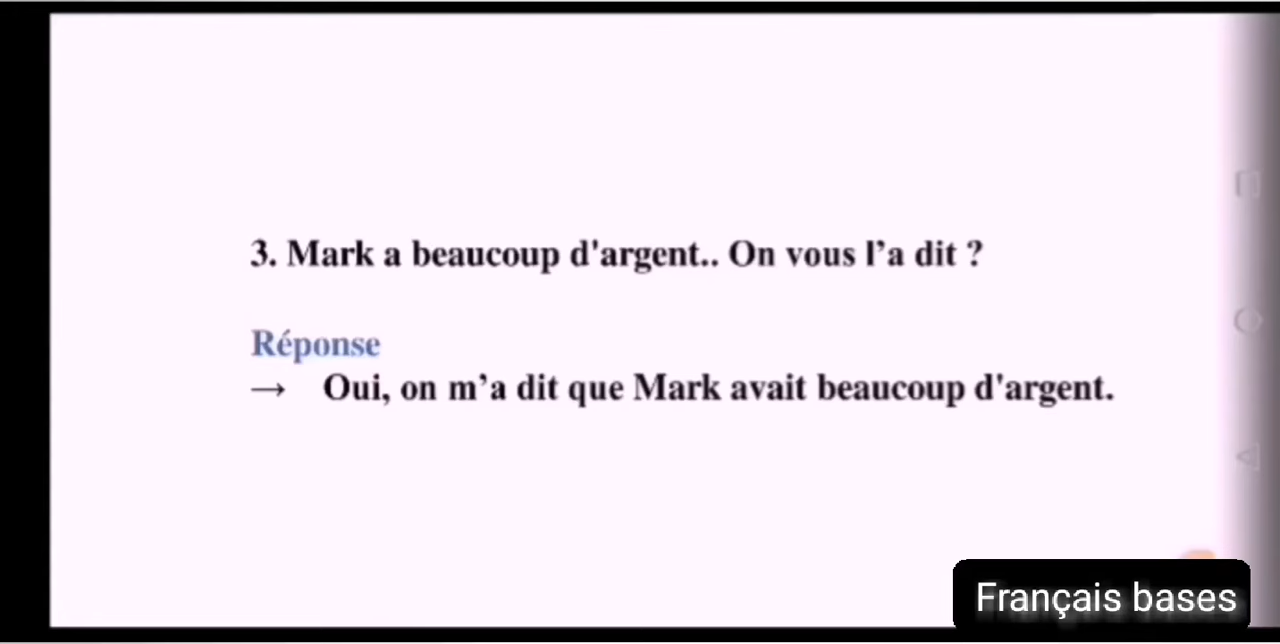 3. Mark a beaucoup d'argent.. On vous l’a dit ?
Réponse
→ Oui, on m’a dit que Mark avait beaucoup d'argent.
Français bases